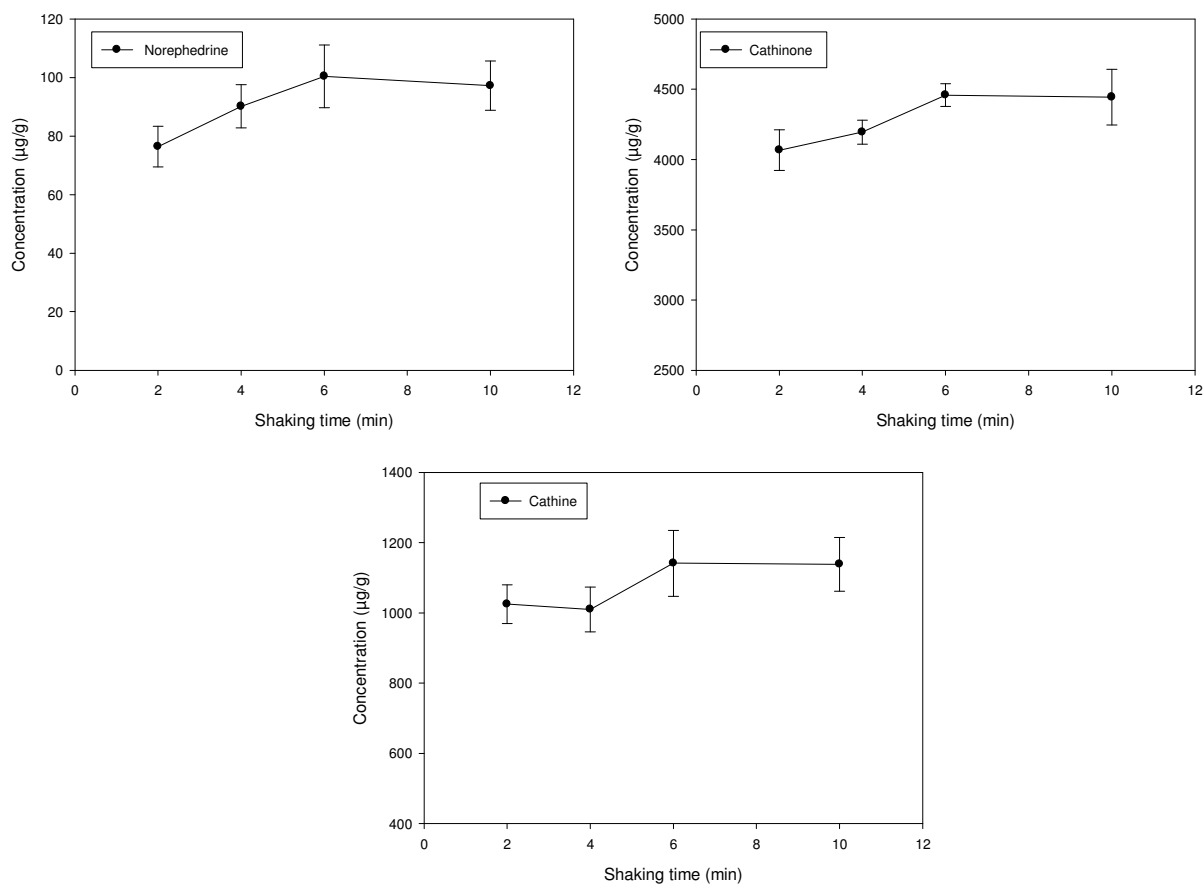 120
100
80
60
40
20
0
Concentration (µg/g)
Norephedrine
0 2 4 6 8 10 12
Shaking time (min)
5000
4500
4000
3500
3000
2500
Concentration (µg/g)
Cathinone
0 2 4 6 8 10 12
Shaking time (min)
1400
1200
1000
800
600
400
Concentration (µg/g)
Cathine
0 2 4 6 8 10 12
Shaking time (min)